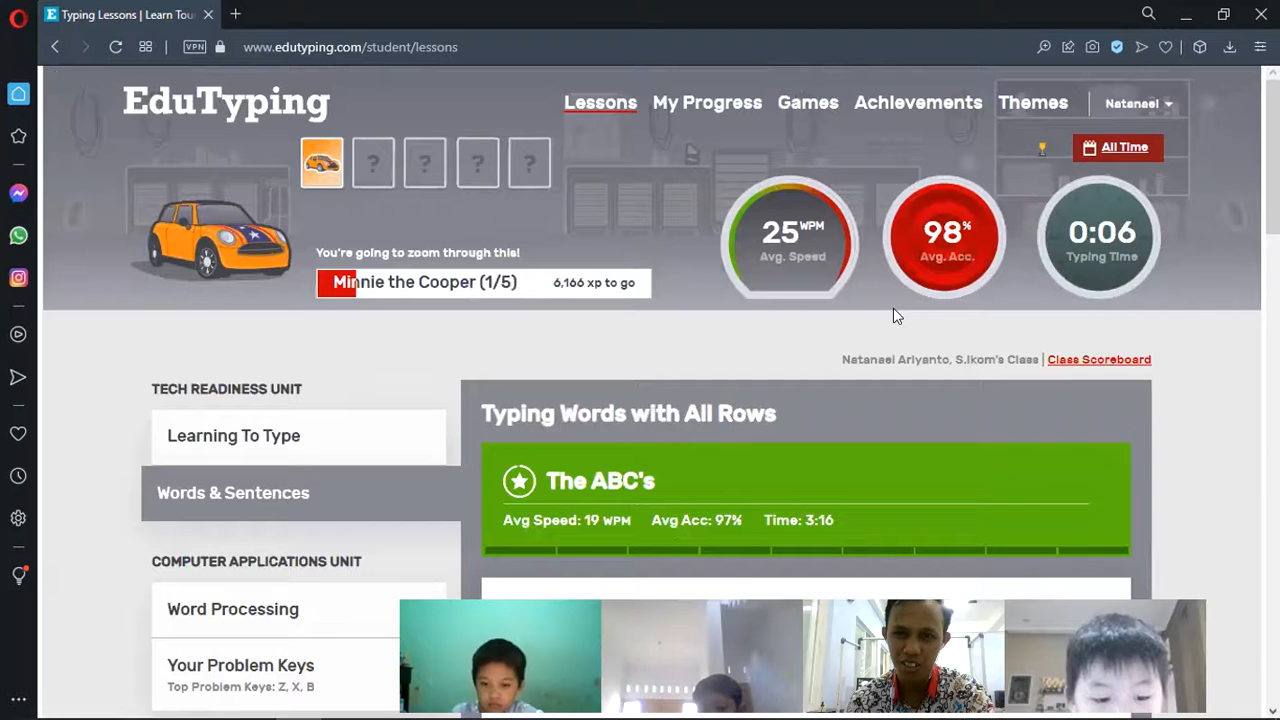 Typing Lessons | Learn Tou
www.edutyping.com/student/lessons
VPN
EduTyping
Lessons
My Progress
Games
Achievements
Themes
Natanael
All Time
? ? ? ?
You're going to zoom through this!
Minnie the Cooper (1/5)
6,166 xp to go
25 WPM
Avg. Speed
98%
Avg. Acc.
0:06
Typing Time
Natanael Ariyanto, S.Ikom's Class | Class Scoreboard
TECH READINESS UNIT
Learning To Type
Words & Sentences
COMPUTER APPLICATIONS UNIT
Word Processing
Your Problem Keys
Top Problem Keys: Z, X, B
Typing Words with All Rows
The ABC's
Avg Speed: 19 WPM Avg Acc: 97% Time: 3:16